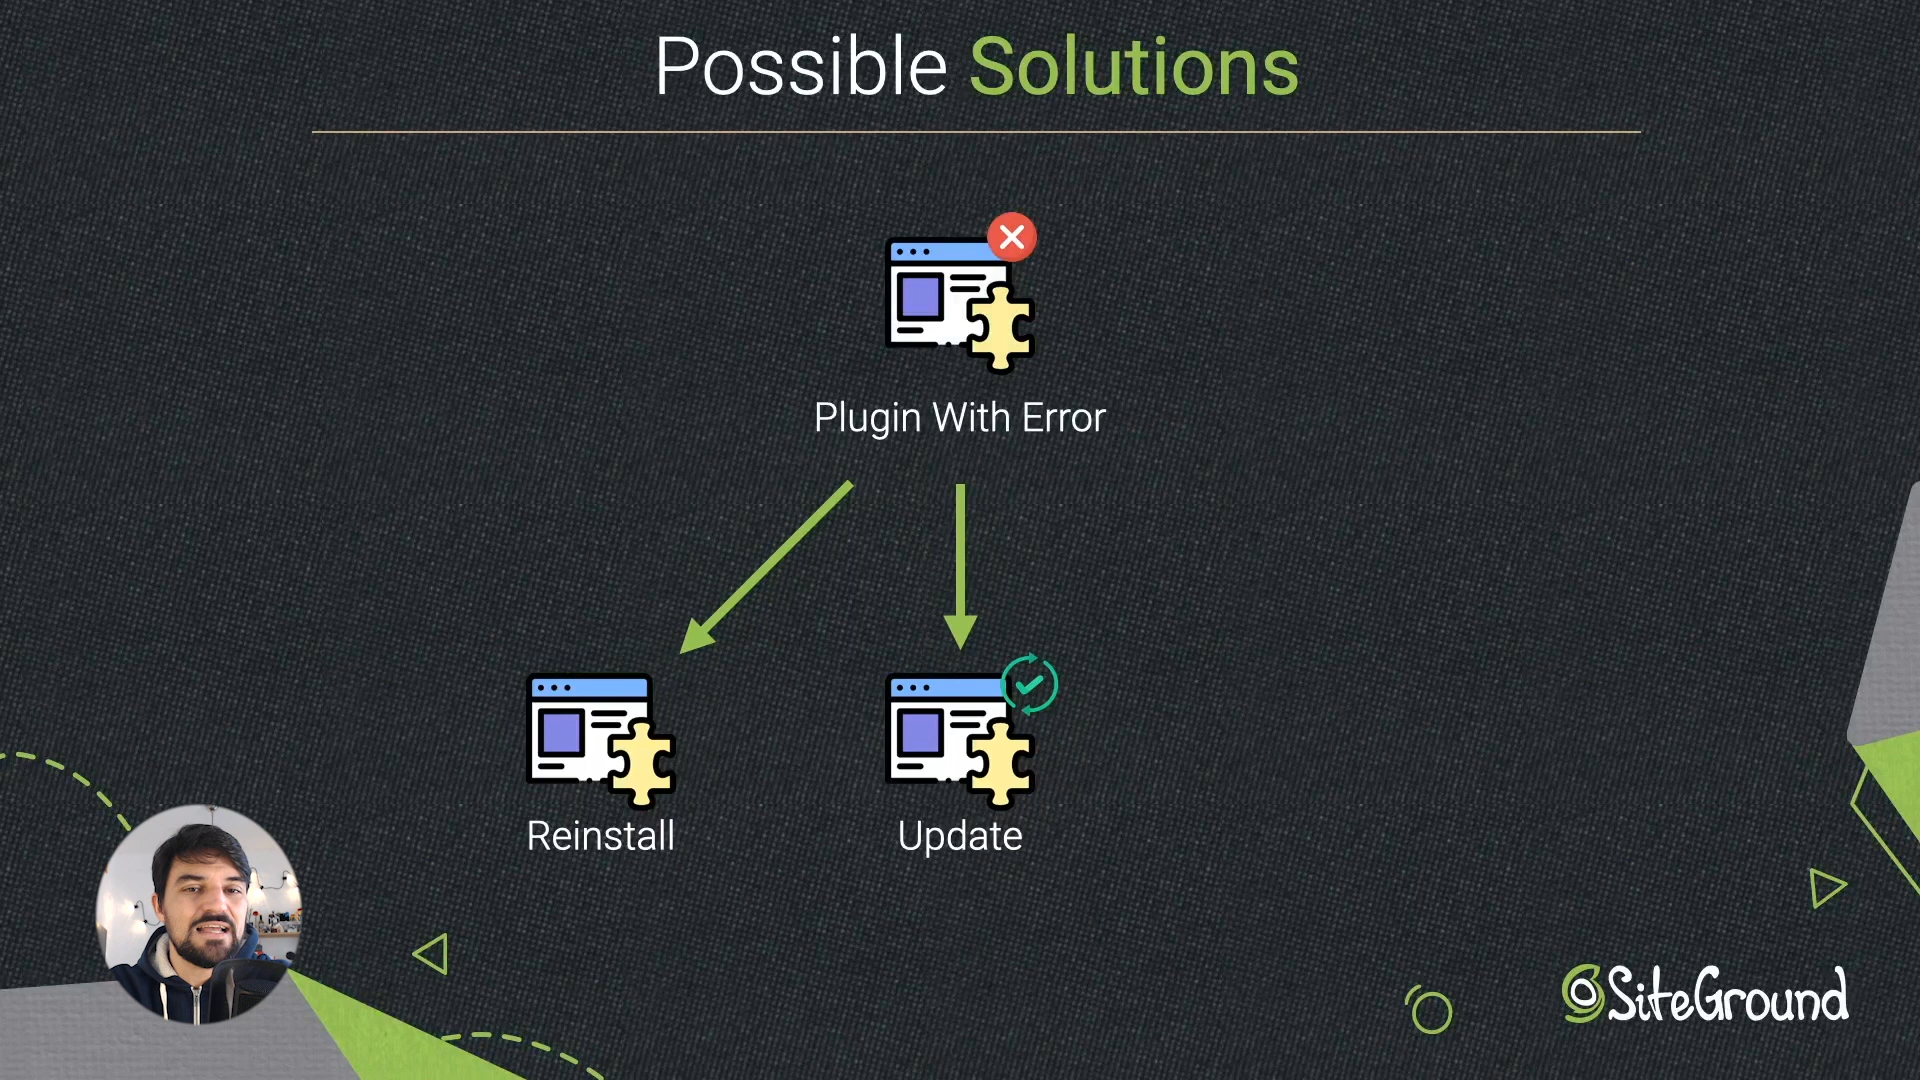 Possible Solutions
Plugin With Error
Reinstall
Update
SiteGround